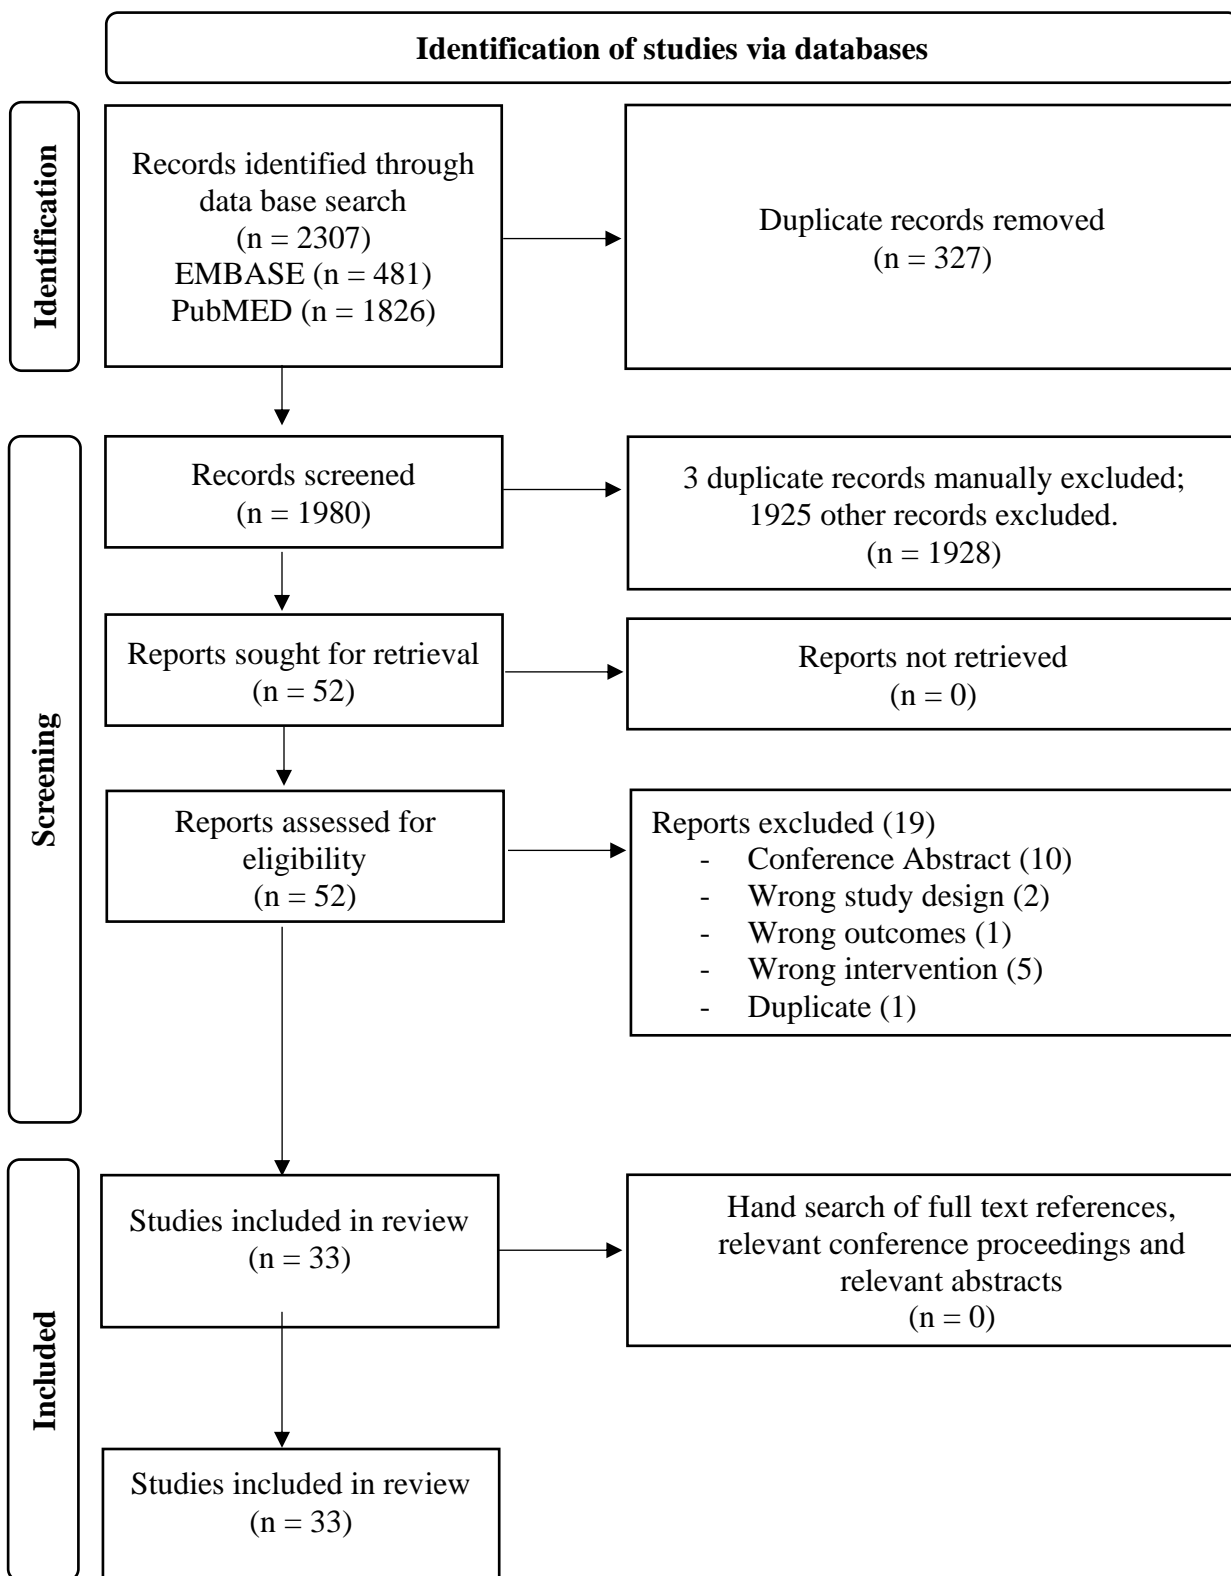 Identification of studies via databases
Identification
Records identified through
data base search
(n = 2307)
EMBASE (n = 481)
PubMED (n = 1826)
Duplicate records removed
(n = 327)
Screening
Records screened
(n = 1980)
3 duplicate records manually excluded;
1925 other records excluded.
(n = 1928)
Reports sought for retrieval
(n = 52)
Reports not retrieved
(n = 0)
Reports assessed for
eligibility
(n = 52)
Reports excluded (19)
- Conference Abstract (10)
- Wrong study design (2)
- Wrong outcomes (1)
- Wrong intervention (5)
- Duplicate (1)
Included
Studies included in review
(n = 33)
Hand search of full text references,
relevant conference proceedings and
relevant abstracts
(n = 0)
Studies included in review
(n = 33)